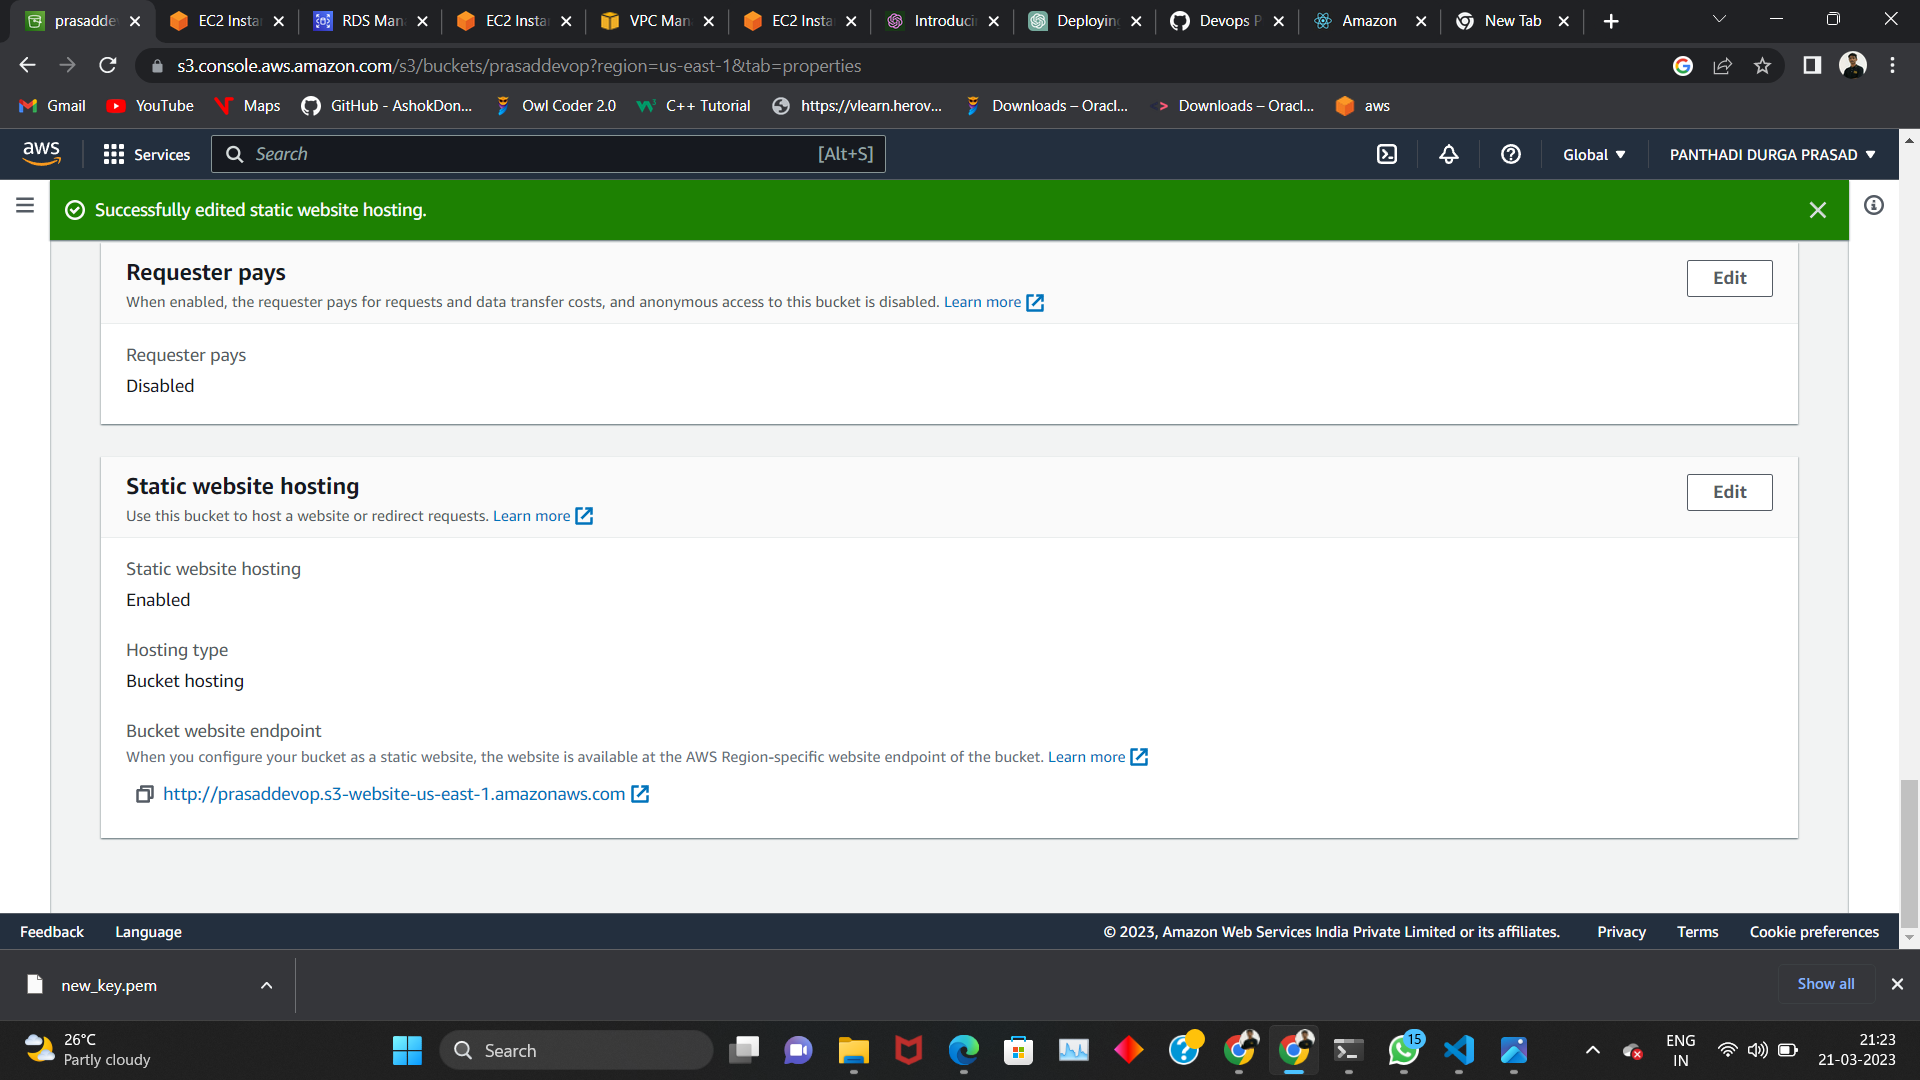 prasaddev
EC2 Instan
RDS Mana
EC2 Instan
VPC Mana
EC2 Instan
Introducin
Deploying
Devops P
Amazon
New Tab
s3.console.aws.amazon.com/s3/buckets/prasaddevop?region=us-east-1&tab=properties
Gmail
YouTube
Maps
GitHub - AshokDon...
Owl Coder 2.0
C++ Tutorial
https://vlearn.herov...
Downloads – Oracl...
Downloads – Oracl...
aws
aws
Services
Search
[Alt+S]
Global
PANTHADI DURGA PRASAD
Successfully edited static website hosting.
Requester pays
Edit
When enabled, the requester pays for requests and data transfer costs, and anonymous access to this bucket is disabled. Learn more
Requester pays
Disabled
Static website hosting
Edit
Use this bucket to host a website or redirect requests. Learn more
Static website hosting
Enabled
Hosting type
Bucket hosting
Bucket website endpoint
When you configure your bucket as a static website, the website is available at the AWS Region-specific website endpoint of the bucket. Learn more
http://prasaddevop.s3-website-us-east-1.amazonaws.com
Feedback
Language
© 2023, Amazon Web Services India Private Limited or its affiliates.
Privacy
Terms
Cookie preferences
new_key.pem
Show all
26°C
Partly cloudy
Search
15
ENG
IN
21:23
21-03-2023